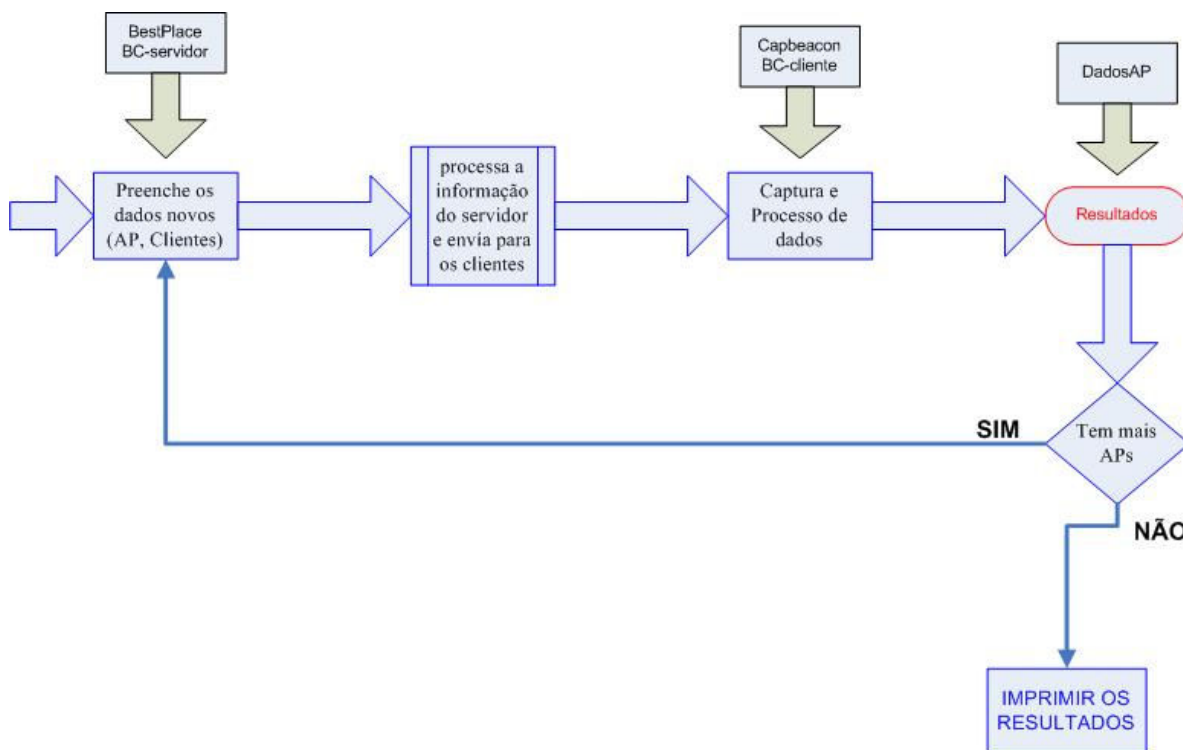 BestPlace
BC-servidor
Capbeacon
BC-cliente
DadosAP
Preenche os
dados novos
(AP, Clientes)
processa a
informação
do servidor
e envía para
os clientes
Captura e
Processo de
dados
Resultados
SIM
Tem mais
APs
NÃO
IMPRIMIR OS
RESULTADOS